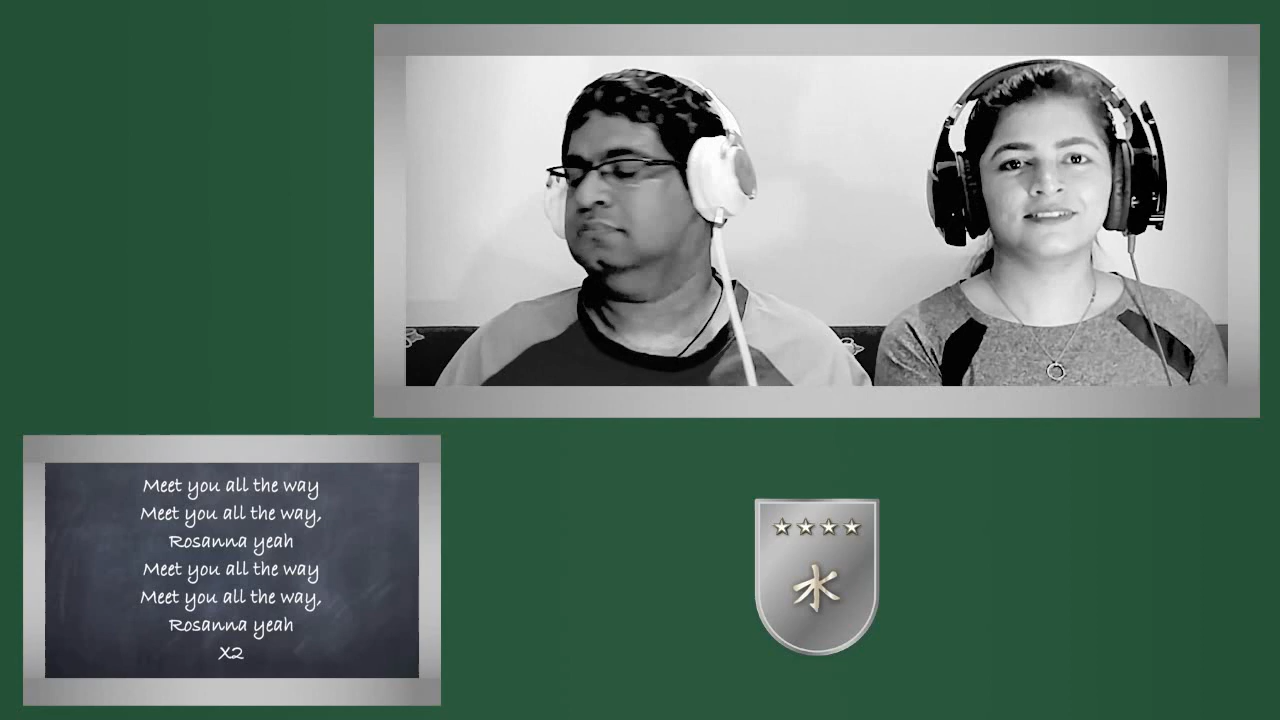 Meet you all the way
Meet you all the way,
Rosanna yeah
Meet you all the way
Meet you all the way,
Rosanna yeah
X2
水